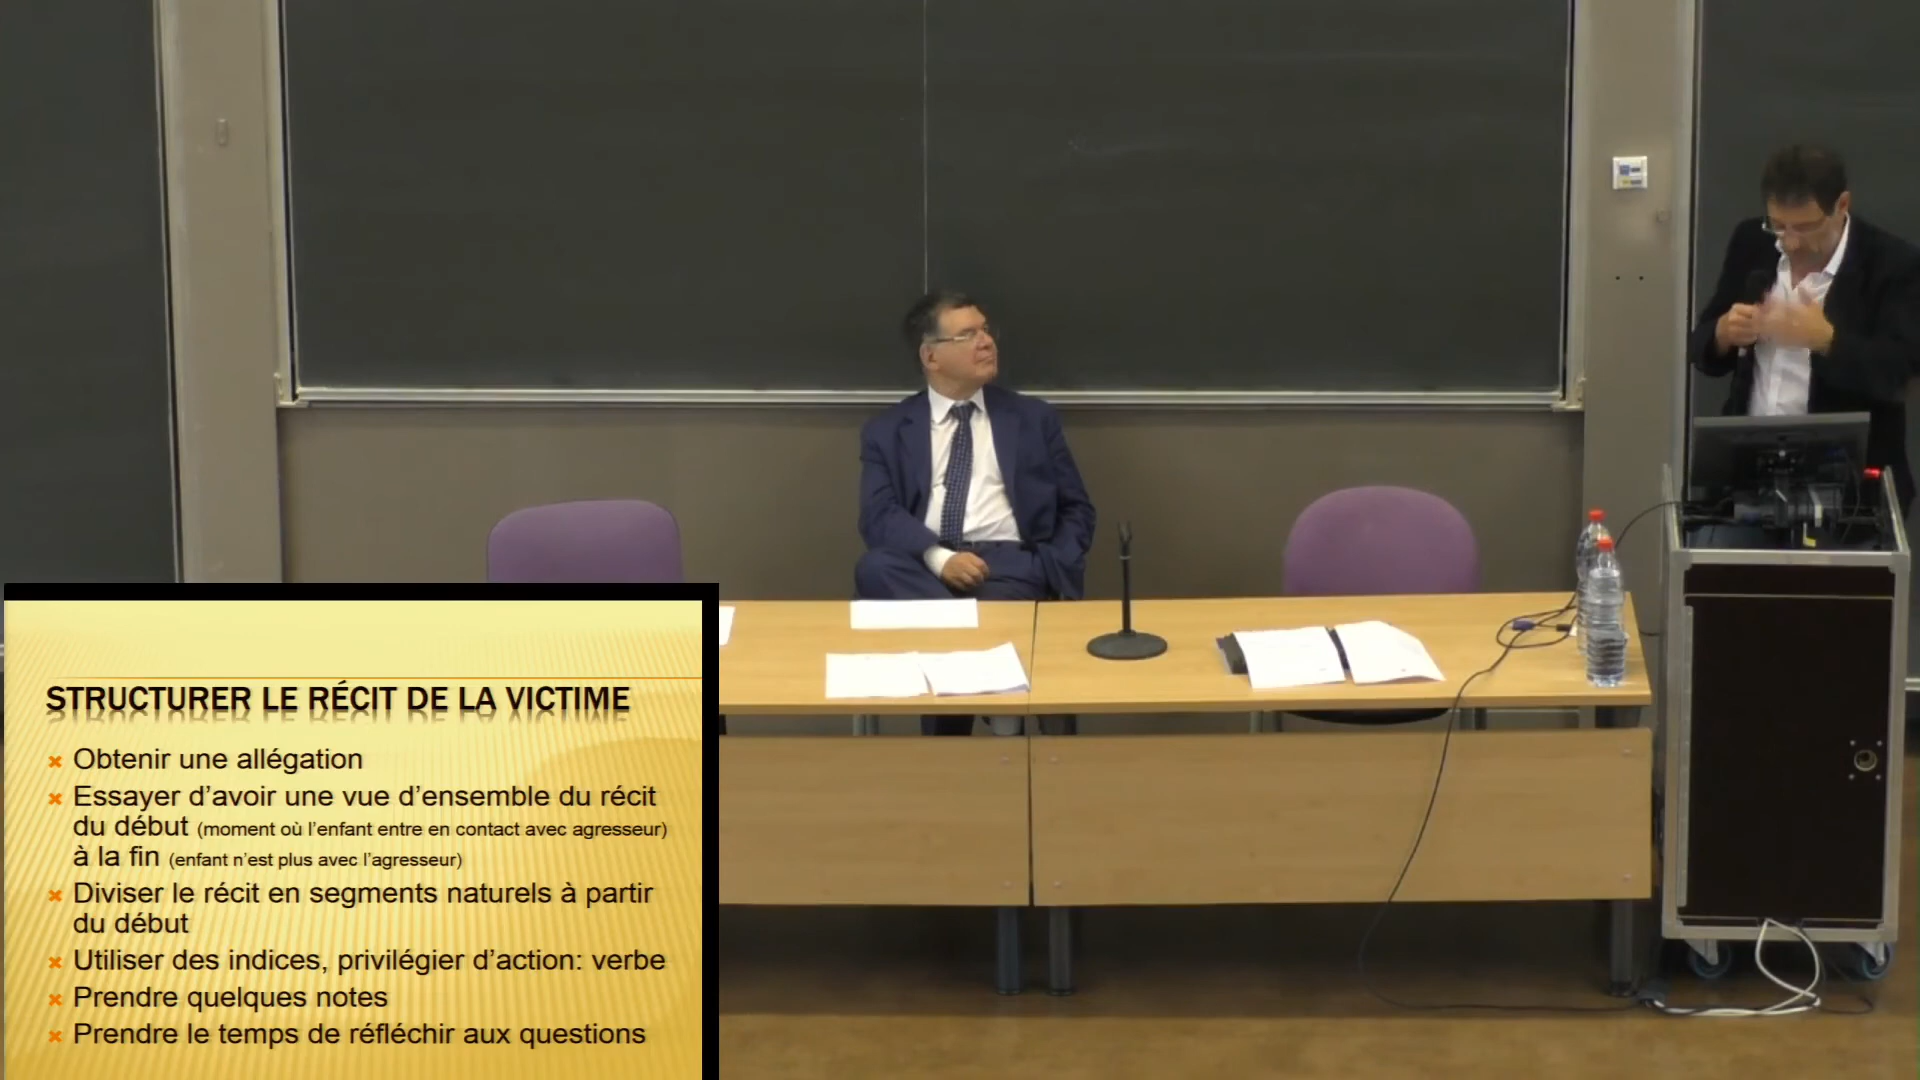 STRUCTURER LE RÉCIT DE LA VICTIME
Obtenir une allégation
Essayer d’avoir une vue d’ensemble du récit
du début (moment où l’enfant entre en contact avec agresseur)
à la fin (enfant n’est plus avec l’agresseur)
Diviser le récit en segments naturels à partir
du début
Utiliser des indices, privilégier d’action: verbe
Prendre quelques notes
Prendre le temps de réfléchir aux questions